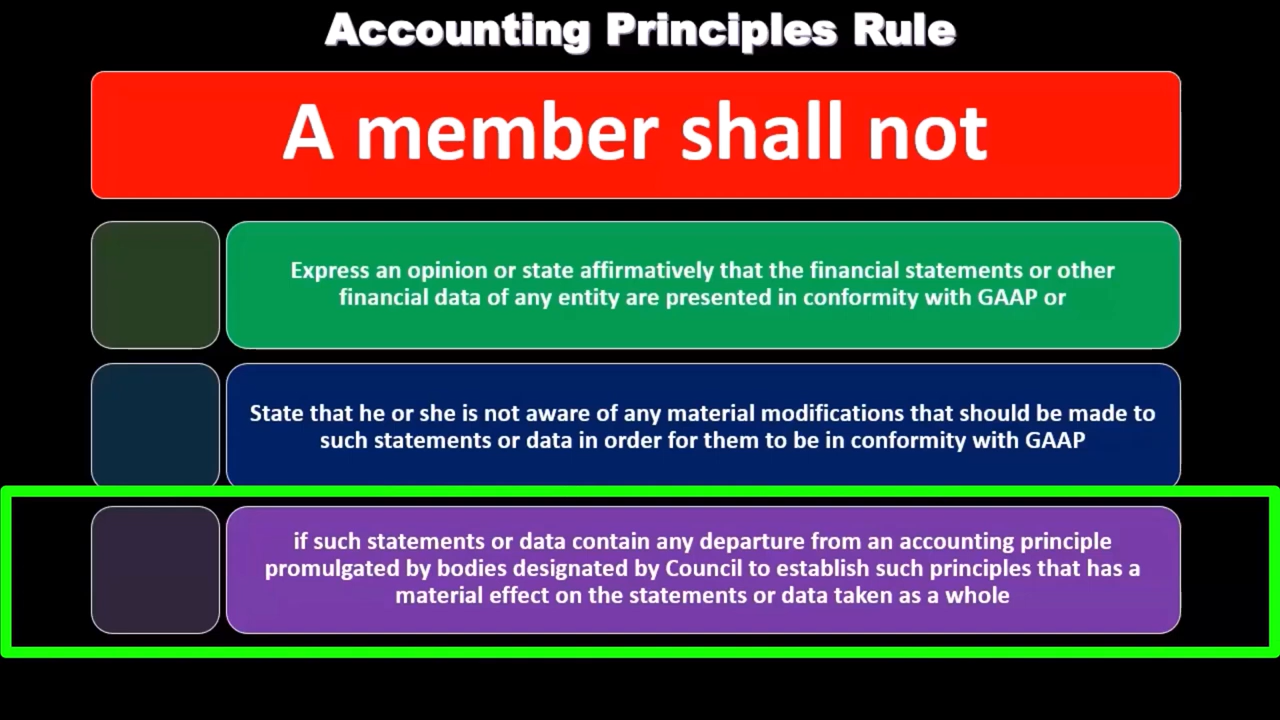 Accounting Principles Rule
A member shall not
Express an opinion or state affirmatively that the financial statements or other
financial data of any entity are presented in conformity with GAAP or
State that he or she is not aware of any material modifications that should be made to
such statements or data in order for them to be in conformity with GAAP
if such statements or data contain any departure from an accounting principle
promulgated by bodies designated by Council to establish such principles that has a
material effect on the statements or data taken as a whole